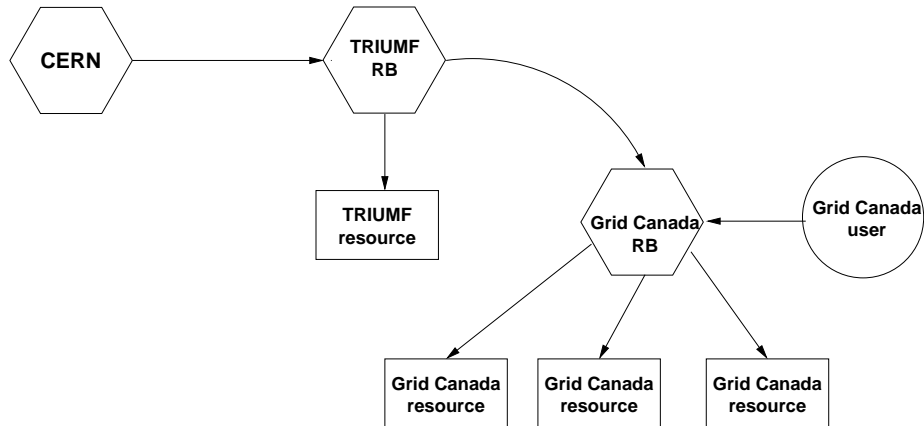 CERN
TRIUMF
RB
TRIUMF
resource
Grid Canada
RB
Grid Canada
user
Grid Canada
resource
Grid Canada
resource
Grid Canada
resource